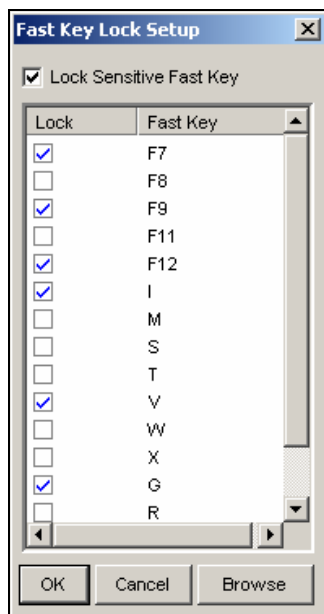 Fast Key Lock Setup
Lock Sensitive Fast Key
Lock Fast Key
F7
F8
F9
F11
F12
I
M
S
T
V
W
X
G
R
OK Cancel Browse